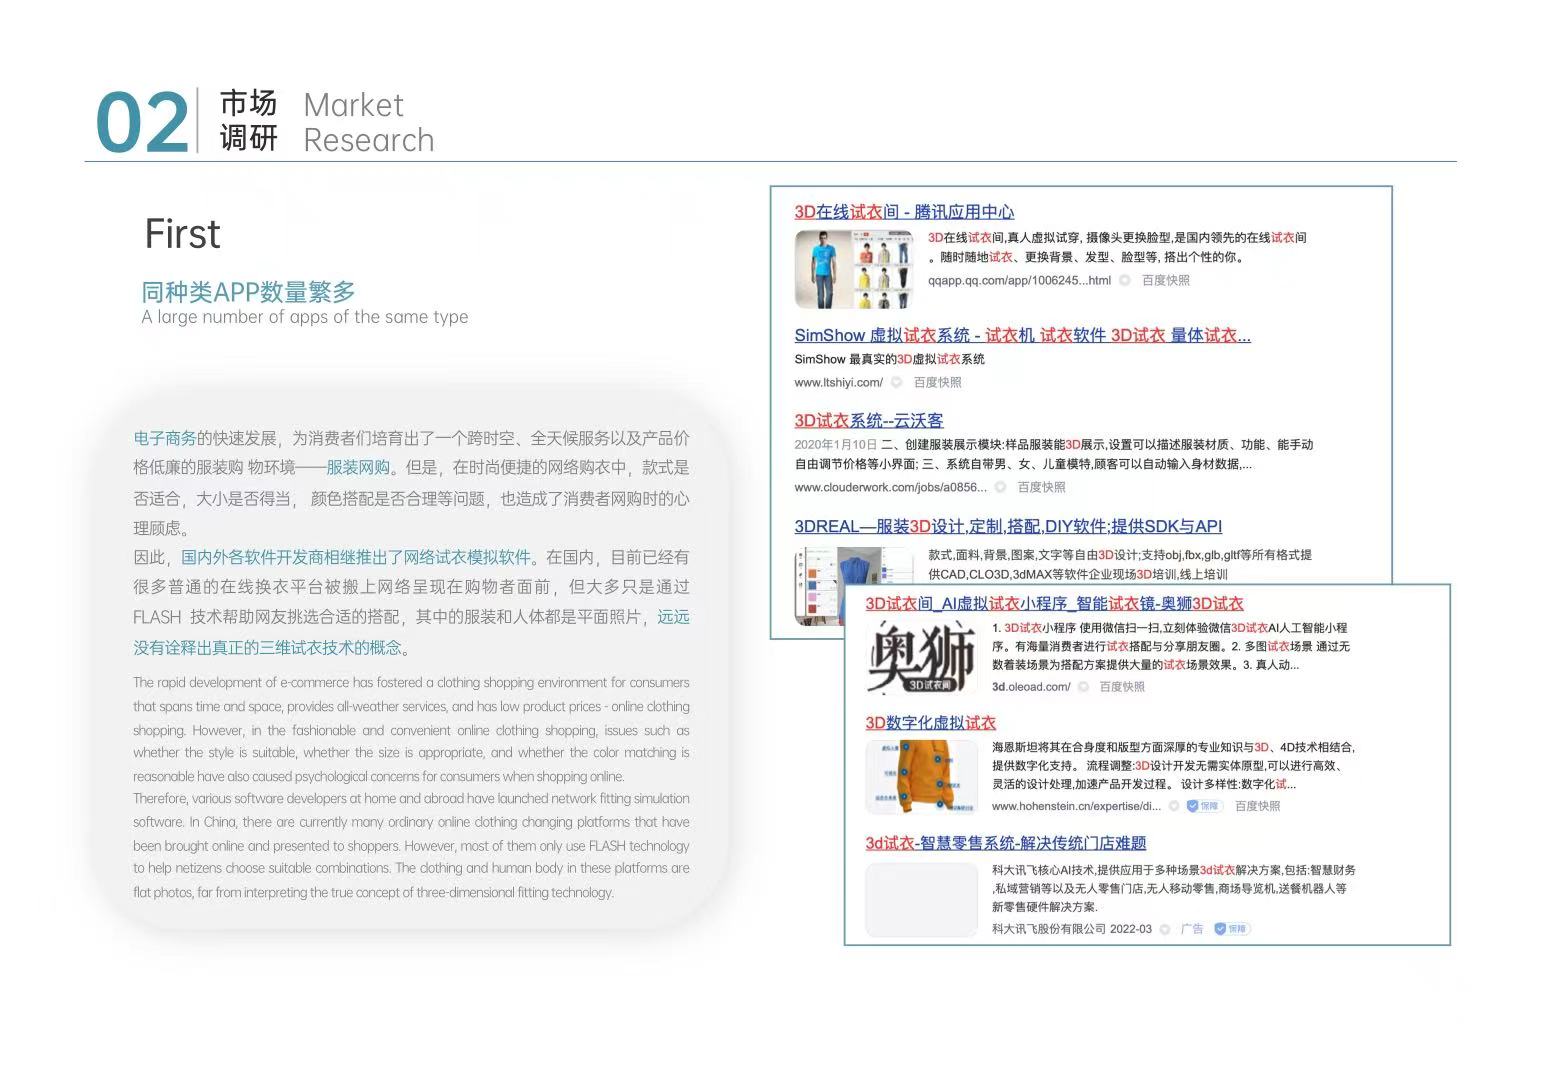 02
市场
调研
Market
Research
First
同种类APP数量繁多
A large number of apps of the same type
电子商务的快速发展，为消费者们培育出了一个跨时空、全天候服务以及产品价
格低廉的服装购 物环境——服装网购。但是，在时尚便捷的网络购衣中，款式是
否适合，大小是否得当， 颜色搭配是否合理等问题，也造成了消费者网购时的心
理顾虑。
因此，国内外各软件开发商相继推出了网络试衣模拟软件。在国内，目前已经有
很多普通的在线换衣平台被搬上网络呈现在购物者面前，但大多只是通过
FLASH 技术帮助网友挑选合适的搭配，其中的服装和人体都是平面照片，远远
没有诠释出真正的三维试衣技术的概念。
The rapid development of e-commerce has fostered a clothing shopping environment for consumers
that spans time and space, provides all-weather services, and has low product prices - online clothing
shopping. However, in the fashionable and convenient online clothing shopping, issues such as
whether the style is suitable, whether the size is appropriate, and whether the color matching is
reasonable have also caused psychological concerns for consumers when shopping online.
Therefore, various software developers at home and abroad have launched network fitting simulation
software. In China, there are currently many ordinary online clothing changing platforms that have
been brought online and presented to shoppers. However, most of them only use FLASH technology
to help netizens choose suitable combinations. The clothing and human body in these platforms are
flat photos, far from interpreting the true concept of three-dimensional fitting technology.
3D在线试衣间 - 腾讯应用中心
3D在线试衣间,真人虚拟试穿, 摄像头更换脸型,是国内领先的在线试衣间
。随时随地试衣、更换背景、发型、脸型等, 搭出个性的你。
qqapp.qq.com/app/1006245...html 百度快照
SimShow 虚拟试衣系统 - 试衣机 试衣软件 3D试衣 量体试衣...
SimShow 最真实的3D虚拟试衣系统
www.ltshiyi.com/ 百度快照
3D试衣系统--云沃客
2020年1月10日 二、创建服装展示模块:样品服装能3D展示,设置可以描述服装材质、功能、能手动
自由调节价格等小界面; 三、系统自带男、女、儿童模特,顾客可以自动输入身材数据,...
www.clouderwork.com/jobs/a0856... 百度快照
3DREAL—服装3D设计,定制,搭配,DIY软件;提供SDK与API
款式,面料,背景,图案,文字等自由3D设计;支持obj,fbx,glb,gltf等所有格式提
供CAD,CLO3D,3dMAX等软件企业现场3D培训,线上培训
3D试衣间_AI虚拟试衣小程序_智能试衣镜-奥狮3D试衣
奥狮
3D试衣间
1. 3D试衣小程序 使用微信扫一扫,立刻体验微信3D试衣AI人工智能小程
序。有海量消费者进行试衣搭配与分享朋友圈。2. 多图试衣场景 通过无
数着装场景为搭配方案提供大量的试衣场景效果。3. 真人动...
3d.oleoad.com/ 百度快照
3D数字化虚拟试衣
海恩斯坦将其在合身度和版型方面深厚的专业知识与3D、4D技术相结合,
提供数字化支持。 流程调整:3D设计开发无需实体原型,可以进行高效、
灵活的设计处理,加速产品开发过程。 设计多样性:数字化试...
www.hohenstein.cn/expertise/di... 保障 百度快照
3d试衣-智慧零售系统-解决传统门店难题
科大讯飞核心AI技术,提供应用于多种场景3d试衣解决方案,包括:智慧财务
,私域营销等以及无人零售门店,无人移动零售,商场导览机,送餐机器人等
新零售硬件解决方案.
科大讯飞股份有限公司 2022-03 广告 保障